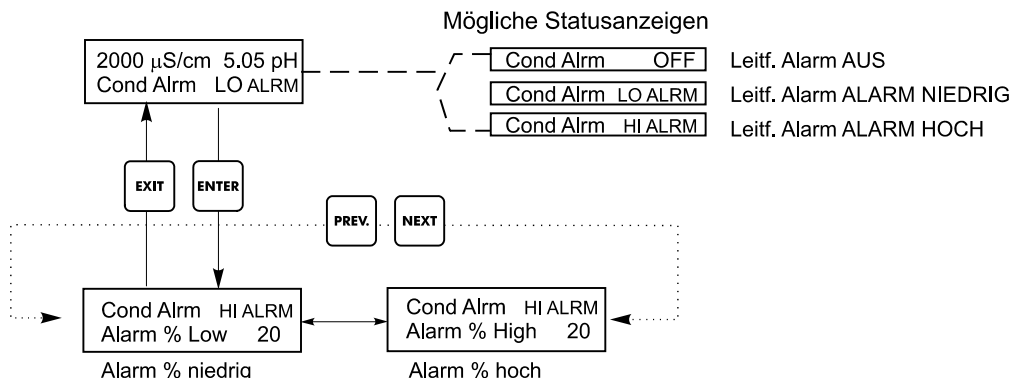 Mögliche Statusanzeigen
2000 μS/cm 5.05 pH
Cond Alrm LO ALRM
Cond Alrm OFF Leitf. Alarm AUS
Cond Alrm LO ALRM Leitf. Alarm ALARM NIEDRIG
Cond Alrm HI ALRM Leitf. Alarm ALARM HOCH
EXIT ENTER
PREV. NEXT
Cond Alrm HI ALRM
Alarm % Low 20
Alarm % niedrig
Cond Alrm HI ALRM
Alarm % High 20
Alarm % hoch